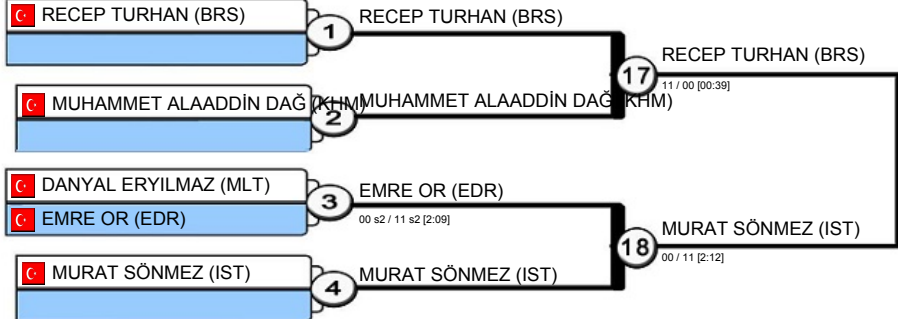 RECEP TURHAN (BRS)
1
RECEP TURHAN (BRS)
17
RECEP TURHAN (BRS)
11 / 00 [00:39]
MUHAMMET ALAADDİN DAĞ (KHM)
2
MUHAMMET ALAADDİN DAĞ (KHM)
DANYAL ERYILMAZ (MLT)
EMRE OR (EDR)
3
EMRE OR (EDR)
00 s2 / 11 s2 [2:09]
18
MURAT SÖNMEZ (IST)
00 / 11 [2:12]
MURAT SÖNMEZ (IST)
4
MURAT SÖNMEZ (IST)